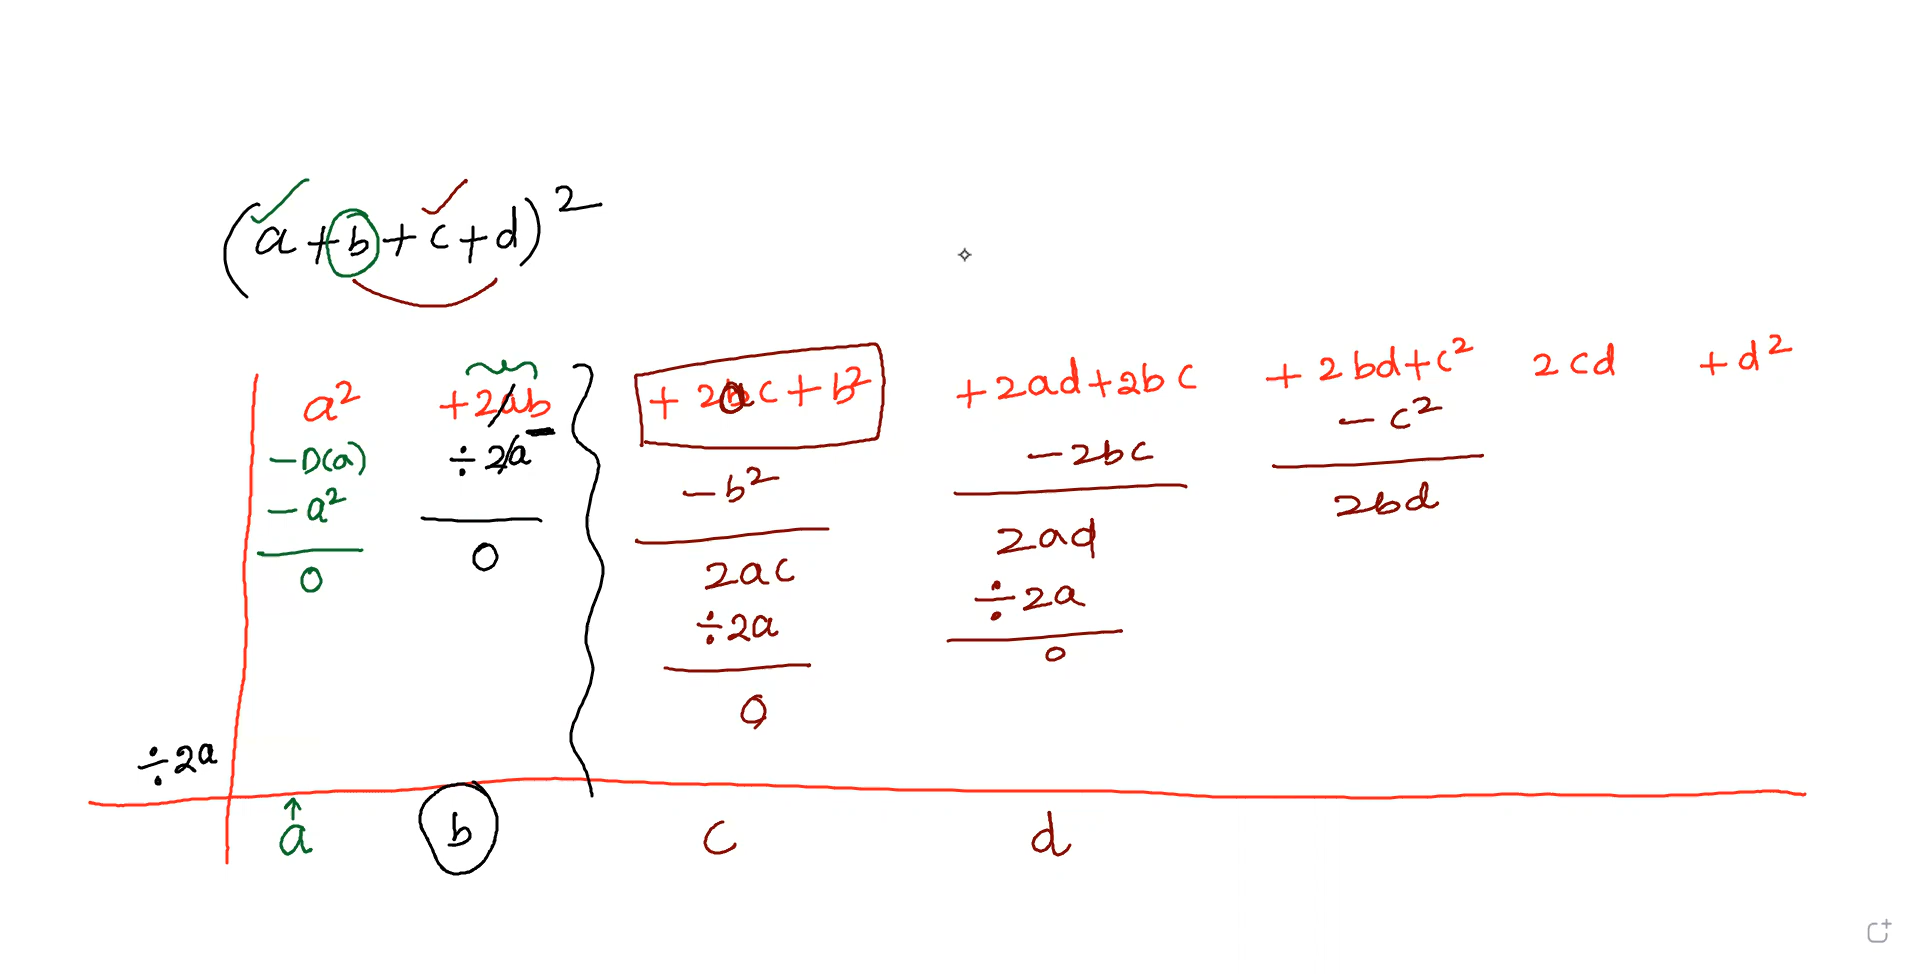 (a + b + c + d)²
a² +2ab + 2ac + b² +2ad + 2bc + 2bd + c² 2cd + d²
-D(a) ÷ 2a - b² - 2bc - c²
- a² 2ac 2ad 2bd
0 0 ÷ 2a ÷ 2a
0 0
÷ 2a
a b c d